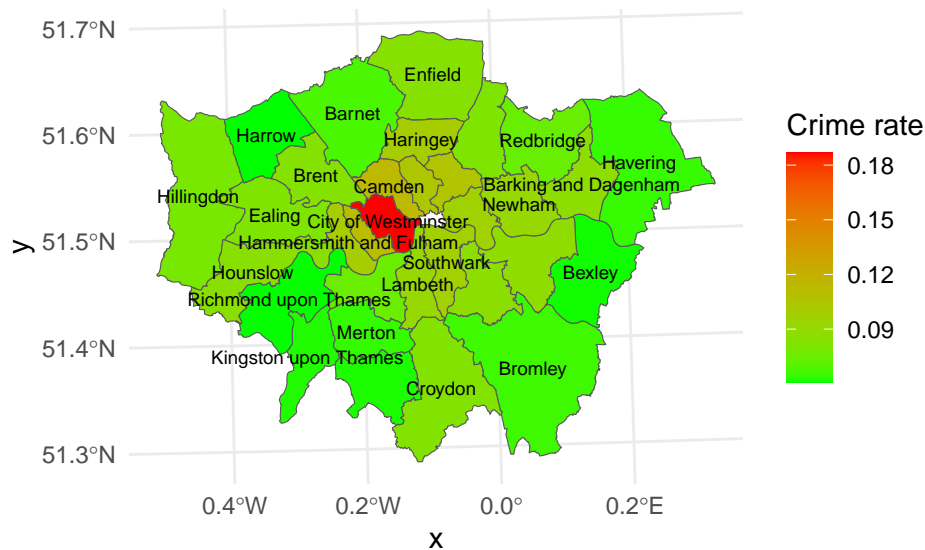 51.7°N
51.6°N
51.5°N
51.4°N
51.3°N
y
Enfield
Barnet
Harrow
Haringey
Redbridge
Havering
Brent
Camden
Barking and Dagenham
Hillingdon
Newham
Ealing
City of Westminster
Hammersmith and Fulham
Southwark
Hounslow
Bexley
Lambeth
Richmond upon Thames
Merton
Kingston upon Thames
Bromley
Croydon
0.4°W
0.2°W
0.0°
0.2°E
x
Crime rate
0.18
0.15
0.12
0.09